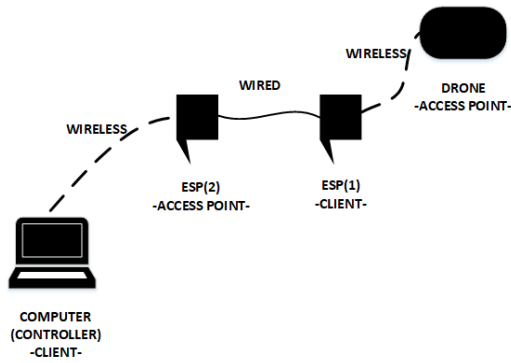 WIRELESS
DRONE
-ACCESS POINT-
WIRED
WIRELESS
ESP(2)
-ACCESS POINT-
ESP(1)
-CLIENT-
COMPUTER
(CONTROLLER)
-CLIENT-